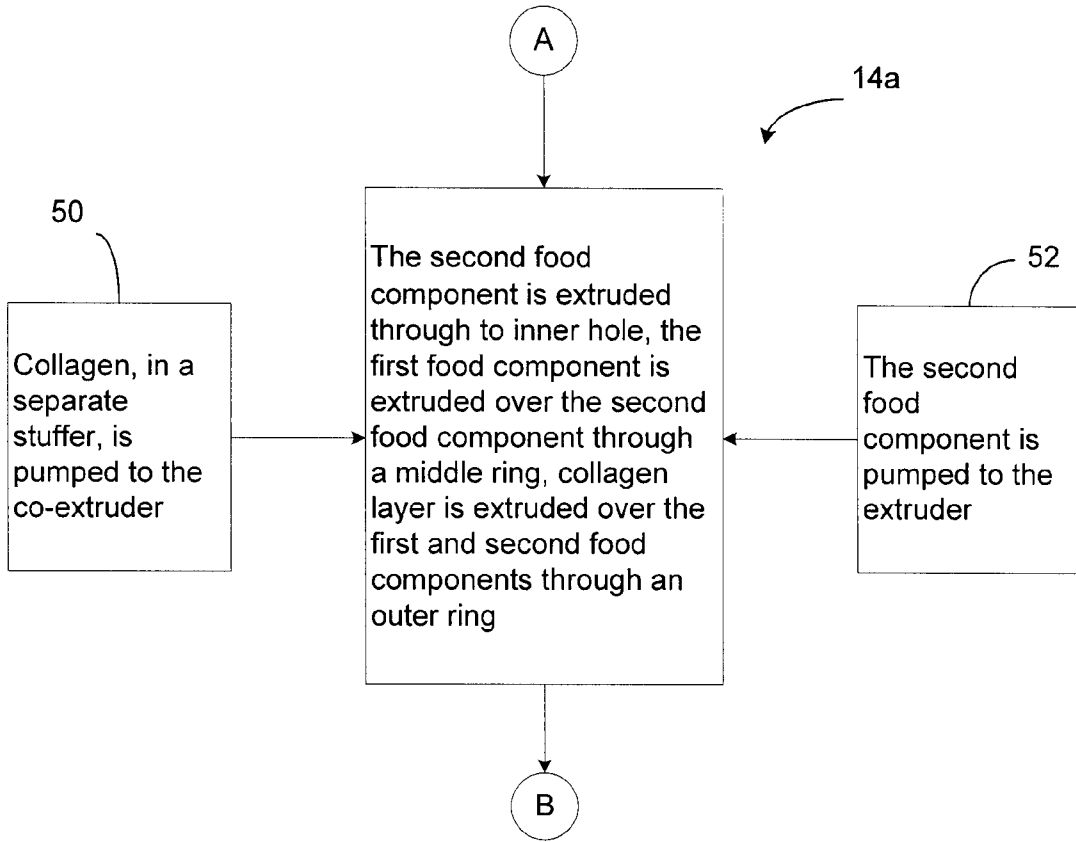 A
14a
50
Collagen, in a
separate
stuffer, is
pumped to the
co-extruder
The second food
component is extruded
through to inner hole, the
first food component is
extruded over the second
food component through
a middle ring, collagen
layer is extruded over the
first and second food
components through an
outer ring
52
The second
food
component is
pumped to the
extruder
B